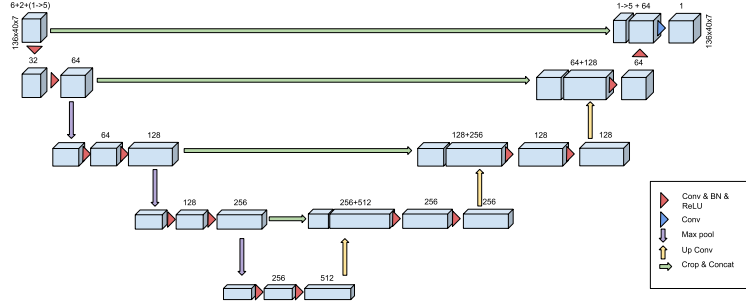 6+2+(1->5)
1->5 + 64
1
136x40x7
136x40x7
32
64
64+128
64
64
128
128+256
128
128
128
256
256+512
256
256
256
512
Conv & BN &
ReLU
Conv
Max pool
Up Conv
Crop & Concat